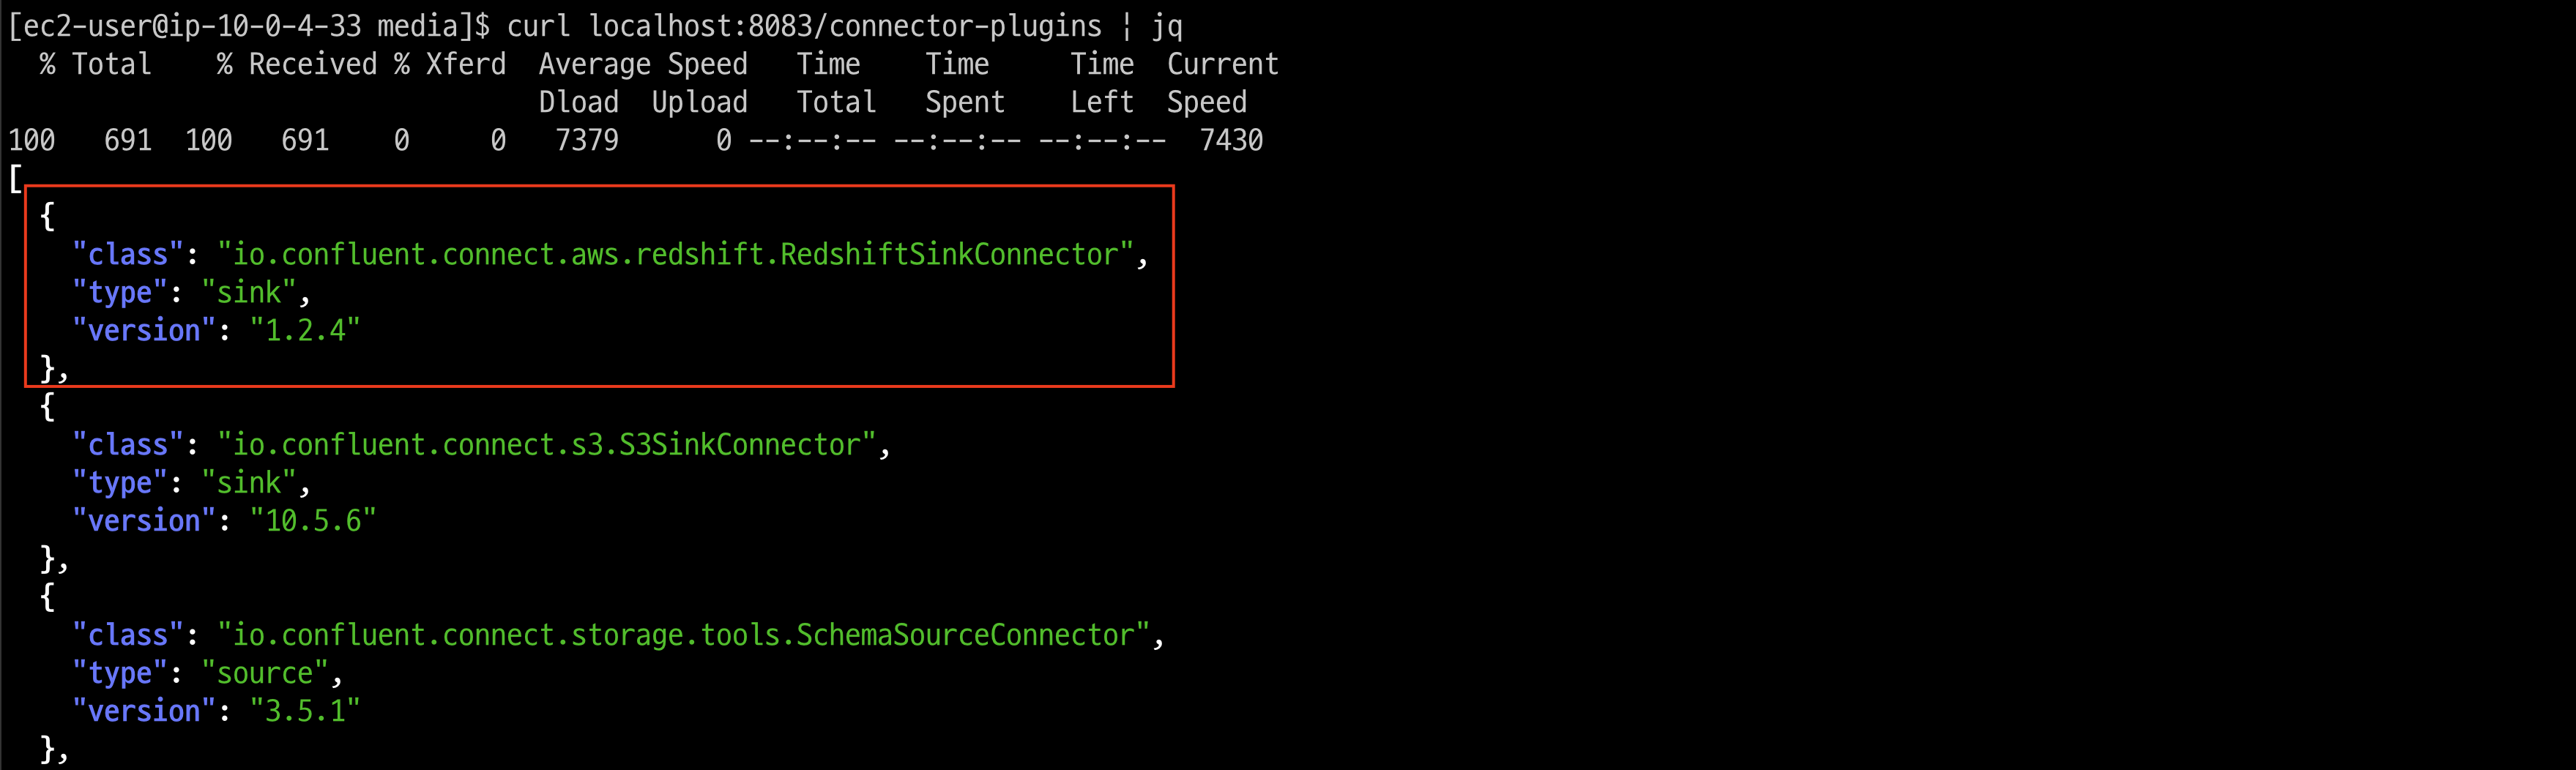 [ec2-user@ip-10-0-4-33 media]$ curl localhost:8083/connector-plugins | jq
  % Total    % Received % Xferd  Average Speed   Time    Time     Time  Current
                                 Dload  Upload   Total   Spent    Left  Speed
100   691  100   691    0     0   7379      0 --:--:-- --:--:-- --:--:--  7430
[
  {
    "class": "io.confluent.connect.aws.redshift.RedshiftSinkConnector",
    "type": "sink",
    "version": "1.2.4"
  },
  {
    "class": "io.confluent.connect.s3.S3SinkConnector",
    "type": "sink",
    "version": "10.5.6"
  },
  {
    "class": "io.confluent.connect.storage.tools.SchemaSourceConnector",
    "type": "source",
    "version": "3.5.1"
  },